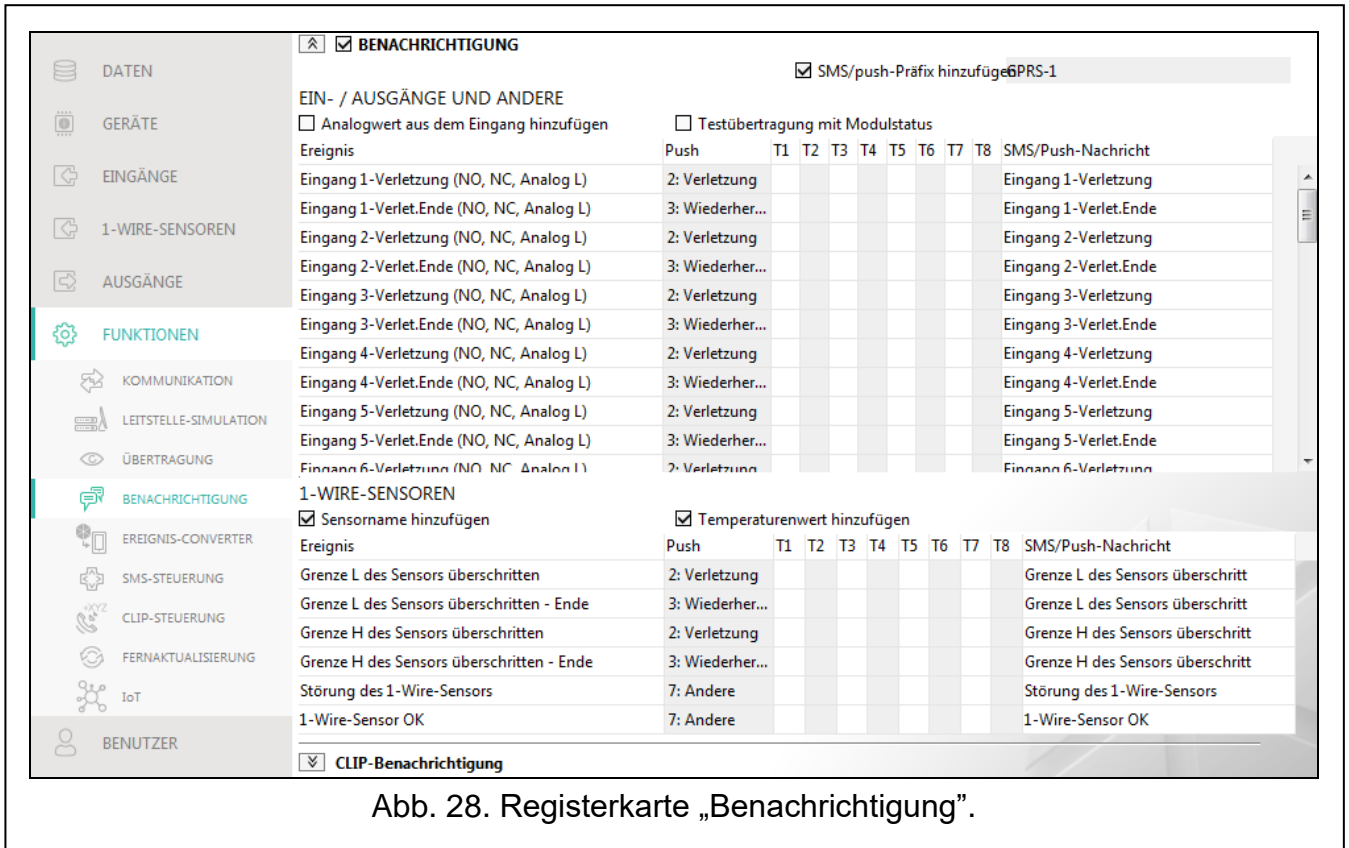 BENACHRICHTIGUNG
SMS/push-Präfix hinzufügen GPRS-1
DATEN
GERÄTE
EINGÄNGE
1-WIRE-SENSOREN
AUSGÄNGE
FUNKTIONEN
KOMMUNIKATION
LEITSTELLE-SIMULATION
ÜBERTRAGUNG
BENACHRICHTIGUNG
EREIGNIS-CONVERTER
SMS-STEUERUNG
CLIP-STEUERUNG
FERNAKTUALISIERUNG
IoT
BENUTZER
EIN- / AUSGÄNGE UND ANDERE
Analogwert aus dem Eingang hinzufügen Testübertragung mit Modulstatus
Ereignis Push T1 T2 T3 T4 T5 T6 T7 T8 SMS/Push-Nachricht
Eingang 1-Verletzung (NO, NC, Analog L) 2: Verletzung Eingang 1-Verletzung
Eingang 1-Verlet.Ende (NO, NC, Analog L) 3: Wiederher... Eingang 1-Verlet.Ende
Eingang 2-Verletzung (NO, NC, Analog L) 2: Verletzung Eingang 2-Verletzung
Eingang 2-Verlet.Ende (NO, NC, Analog L) 3: Wiederher... Eingang 2-Verlet.Ende
Eingang 3-Verletzung (NO, NC, Analog L) 2: Verletzung Eingang 3-Verletzung
Eingang 3-Verlet.Ende (NO, NC, Analog L) 3: Wiederher... Eingang 3-Verlet.Ende
Eingang 4-Verletzung (NO, NC, Analog L) 2: Verletzung Eingang 4-Verletzung
Eingang 4-Verlet.Ende (NO, NC, Analog L) 3: Wiederher... Eingang 4-Verlet.Ende
Eingang 5-Verletzung (NO, NC, Analog L) 2: Verletzung Eingang 5-Verletzung
Eingang 5-Verlet.Ende (NO, NC, Analog L) 3: Wiederher... Eingang 5-Verlet.Ende
Eingang 6-Verletzung (NO, NC, Analog L) 2: Verletzung Eingang 6-Verletzung
1-WIRE-SENSOREN
Sensorname hinzufügen Temperaturenwert hinzufügen
Ereignis Push T1 T2 T3 T4 T5 T6 T7 T8 SMS/Push-Nachricht
Grenze L des Sensors überschritten 2: Verletzung Grenze L des Sensors überschritt
Grenze L des Sensors überschritten - Ende 3: Wiederher... Grenze L des Sensors überschritt
Grenze H des Sensors überschritten 2: Verletzung Grenze H des Sensors überschritt
Grenze H des Sensors überschritten - Ende 3: Wiederher... Grenze H des Sensors überschritt
Störung des 1-Wire-Sensors 7: Andere Störung des 1-Wire-Sensors
1-Wire-Sensor OK 7: Andere 1-Wire-Sensor OK
CLIP-Benachrichtigung
Abb. 28. Registerkarte „Benachrichtigung”.